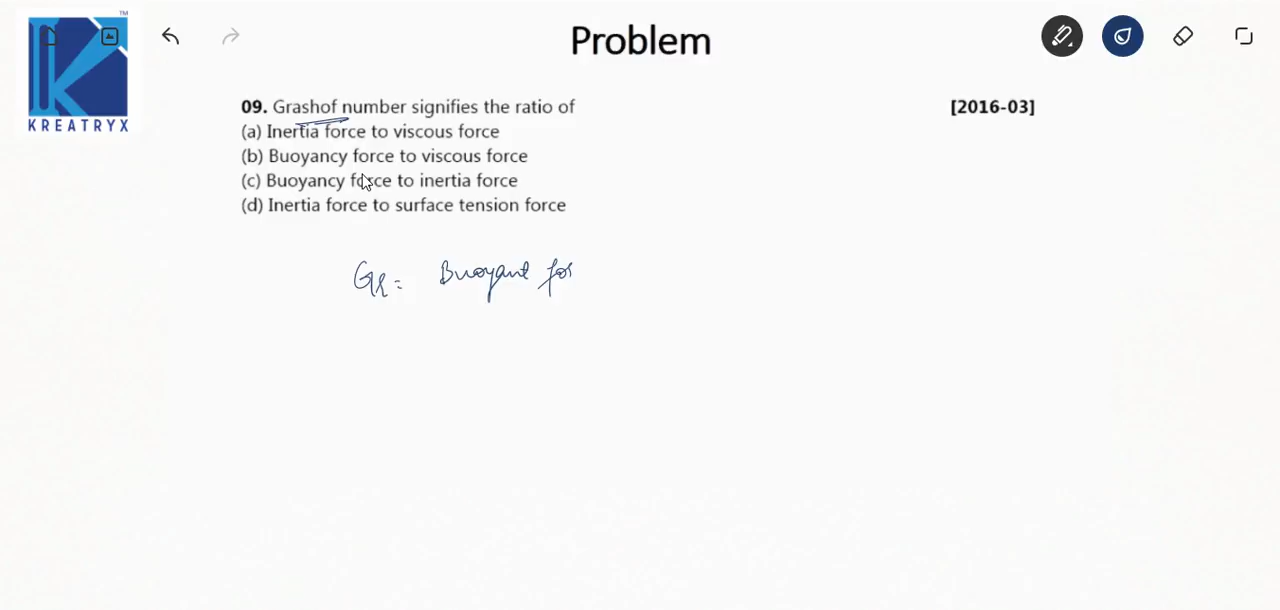 TM
KREATRYX
Problem
09. Grashof number signifies the ratio of [2016-03]
(a) Inertia force to viscous force
(b) Buoyancy force to viscous force
(c) Buoyancy force to inertia force
(d) Inertia force to surface tension force
Gr = Buoyant for